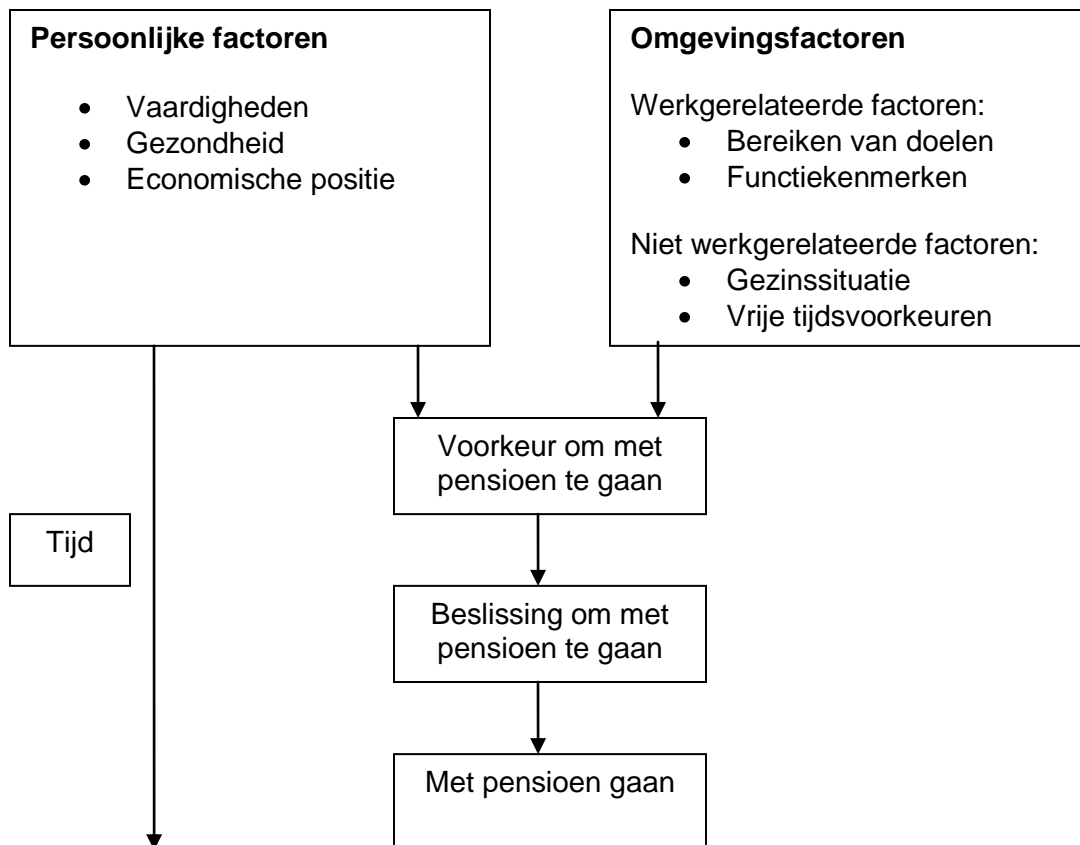 Persoonlijke factoren
• Vaardigheden
• Gezondheid
• Economische positie
Omgevingsfactoren
Werkgerelateerde factoren:
• Bereiken van doelen
• Functiekenmerken
Niet werkgerelateerde factoren:
• Gezinssituatie
• Vrije tijdsvoorkeuren
Voorkeur om met
pensioen te gaan
Tijd
Beslissing om met
pensioen te gaan
Met pensioen gaan